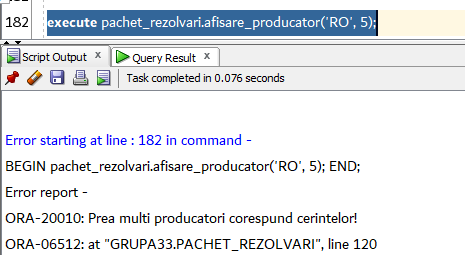 182
execute pachet_rezolvari.afisare_producator('RO', 5);
Script Output
Query Result
Task completed in 0.076 seconds
Error starting at line : 182 in command -
BEGIN pachet_rezolvari.afisare_producator('RO', 5); END;
Error report -
ORA-20010: Prea multi producatori corespund cerintelor!
ORA-06512: at "GRUPA33.PACHET_REZOLVARI", line 120